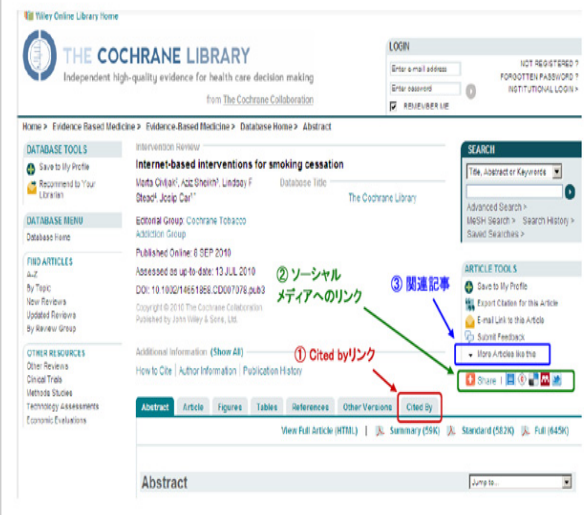 Wiley Online Library Home
THE COCHRANE LIBRARY
Independent high-quality evidence for health care decision making
from The Cochrane Collaboration
LOGIN
Enter e-mail address
Enter password
REMEMBER ME
NOT REGISTERED ?
FORGOTTEN PASSWORD ?
INSTITUTIONAL LOGIN >
Home > Evidence Based Medicine > Evidence-Based Medicine > Database Home > Abstract
DATABASE TOOLS
Save to My Profile
Recommend to Your
Librarian
DATABASE MENU
Database Home
FIND ARTICLES
A-Z
By Topic
New Reviews
Updated Reviews
By Review Group
OTHER RESOURCES
Other Reviews
Clinical Trials
Methods Studies
Technology Assessments
Economic Evaluations
Intervention Review
Internet-based interventions for smoking cessation
Marta Civljak, Aziz Sheikh, Lindsay F
Stead, Josip Car
Database Title
The Cochrane Library
Editorial Group: Cochrane Tobacco
Addiction Group
Published Online: 8 SEP 2010
Assessed as up-to-date: 13 JUL 2010
DOI: 10.1002/14651858.CD007078.pub3
Copyright © 2010 The Cochrane Collaboration
Published by John Wiley & Sons, Ltd.
② ソーシャル
メディアへのリンク
③ 関連記事
Additional Information (Show All)
① Cited byリンク
How to Cite | Author Information | Publication History
Abstract
Article
Figures
Tables
References
Other Versions
Cited By
View Full Article (HTML) | Summary (59K) Standard (582K) Full (645K)
Abstract
Jump to...
SEARCH
Title, Abstract or Keywords
Advanced Search >
MeSH Search > Search History >
Saved Searches >
ARTICLE TOOLS
Save to My Profile
Export Citation for this Article
E-mail Link to this Article
Submit Feedback
More Articles like this
Share |